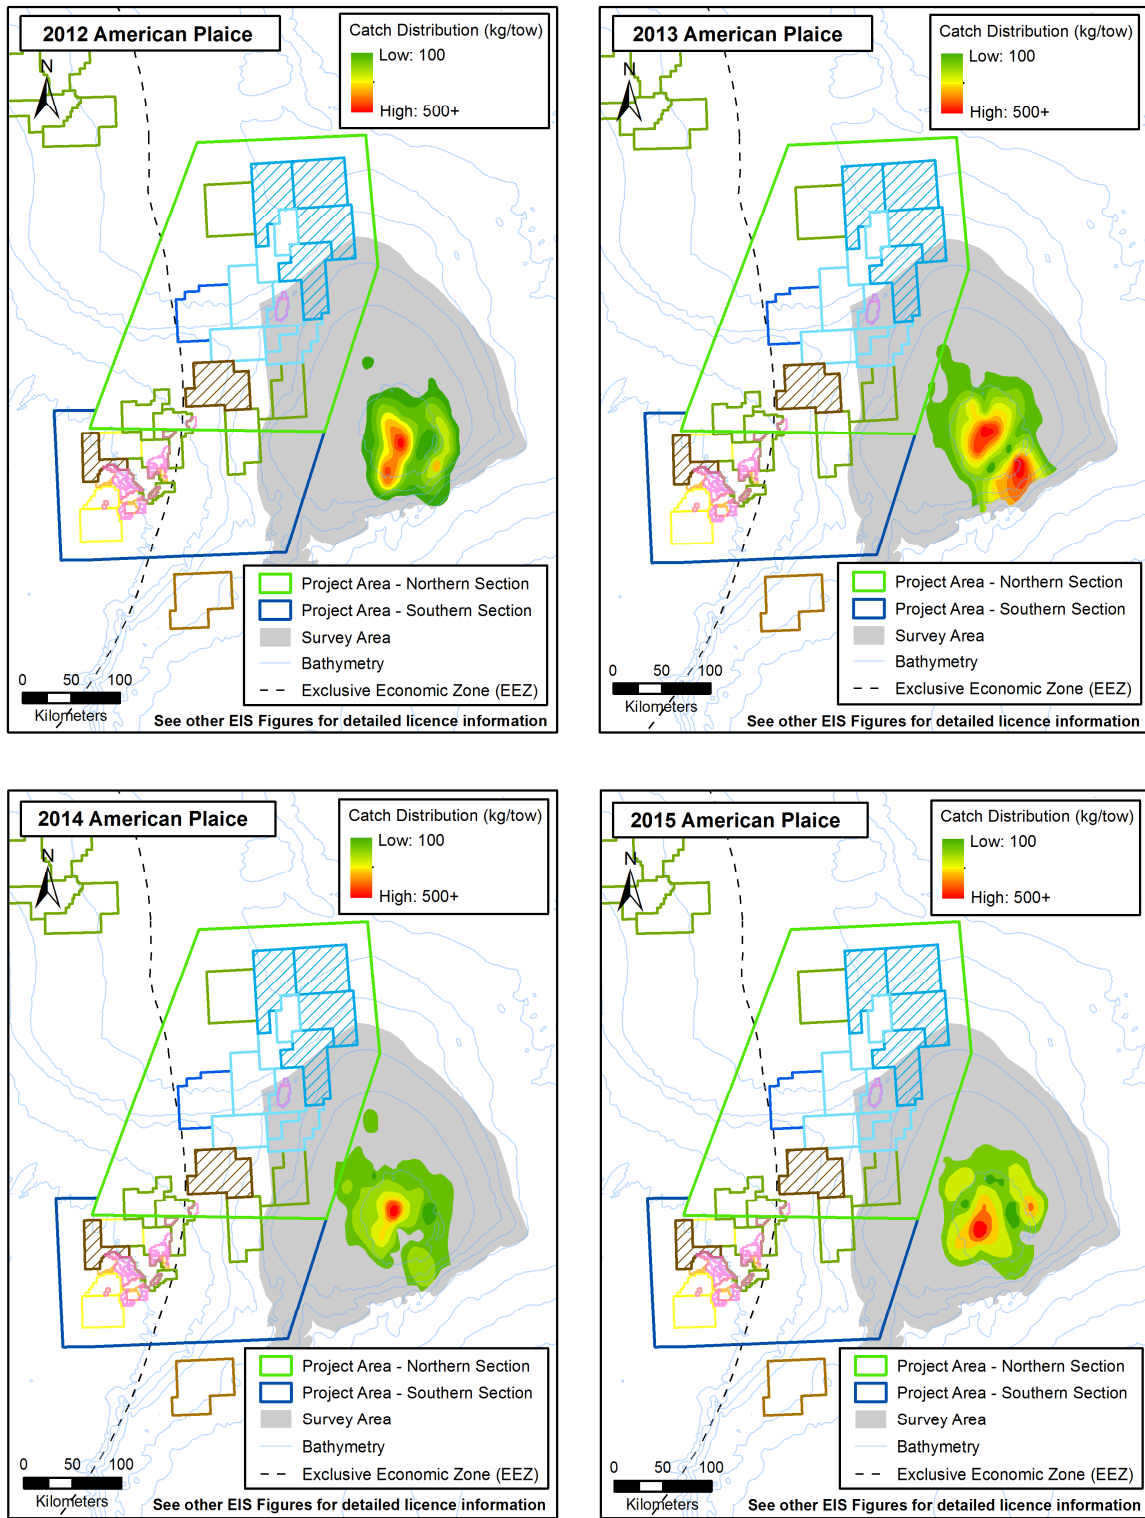 2012 American Plaice
Catch Distribution (kg/tow)
Low: 100
High: 500+
N
Project Area - Northern Section
Project Area - Southern Section
Survey Area
Bathymetry
Exclusive Economic Zone (EEZ)
0 50 100
Kilometers
See other EIS Figures for detailed licence information
2013 American Plaice
Catch Distribution (kg/tow)
Low: 100
High: 500+
N
Project Area - Northern Section
Project Area - Southern Section
Survey Area
Bathymetry
Exclusive Economic Zone (EEZ)
0 50 100
Kilometers
See other EIS Figures for detailed licence information
2014 American Plaice
Catch Distribution (kg/tow)
Low: 100
High: 500+
N
Project Area - Northern Section
Project Area - Southern Section
Survey Area
Bathymetry
Exclusive Economic Zone (EEZ)
0 50 100
Kilometers
See other EIS Figures for detailed licence information
2015 American Plaice
Catch Distribution (kg/tow)
Low: 100
High: 500+
N
Project Area - Northern Section
Project Area - Southern Section
Survey Area
Bathymetry
Exclusive Economic Zone (EEZ)
0 50 100
Kilometers
See other EIS Figures for detailed licence information